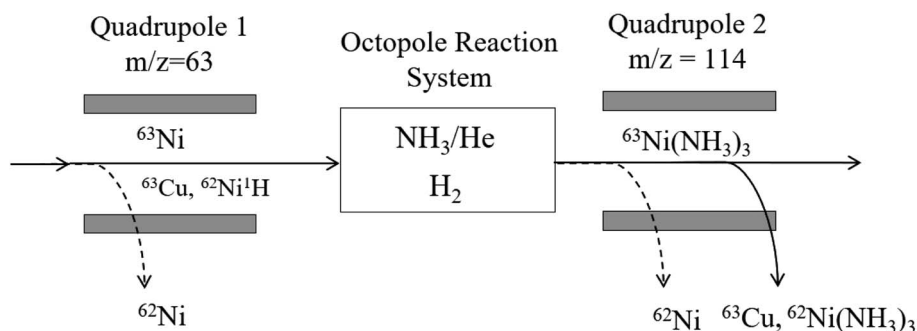 Quadrupole 1
m/z=63
Octopole Reaction
System
Quadrupole 2
m/z = 114
⁶³Ni
⁶³Cu, ⁶²Ni¹H
⁶²Ni
NH₃/He
H₂
⁶³Ni(NH₃)₃
⁶²Ni
⁶³Cu, ⁶²Ni(NH₃)₃